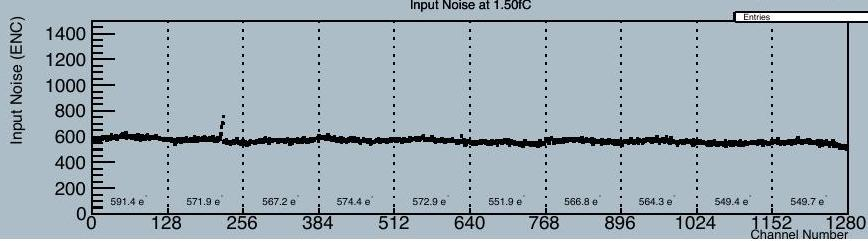 Input Noise at 1.50fC
Entries
Input Noise (ENC)
1400
1200
1000
800
600
400
200
0
591.4 e⁻ 571.9 e⁻ 567.2 e⁻ 574.4 e⁻ 572.9 e⁻ 551.9 e⁻ 566.8 e⁻ 564.3 e⁻ 549.4 e⁻ 549.7 e⁻
0 128 256 384 512 640 768 896 1024 1152 1280
Channel Number